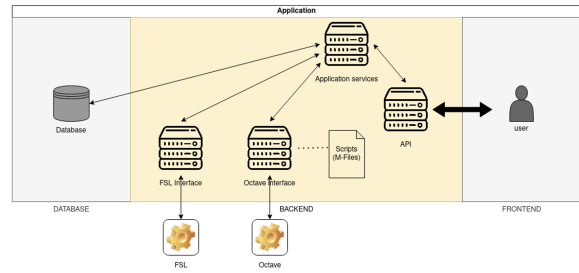 Application
Application services
Database
API
user
Scripts
(M-Files)
FSL Interface
Octave Interface
DATABASE
BACKEND
FRONTEND
FSL
Octave